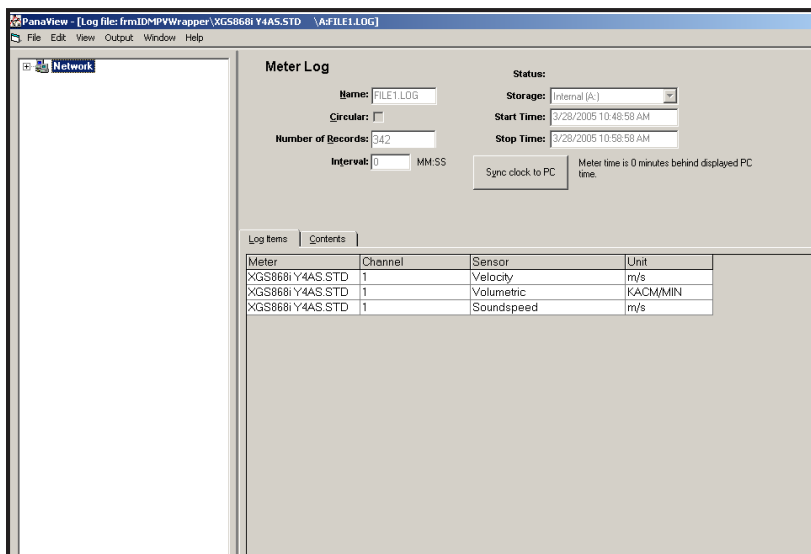 PanaView - [Log file: frmIDMPVWrapper\XGS868i Y4AS.STD \A:FILE1.LOG]
File Edit View Output Window Help
Network
Meter Log
Status:
Name: FILE1.LOG
Storage: Internal (A:)
Circular:
Start Time: 3/28/2005 10:48:58 AM
Number of Records: 342
Stop Time: 3/28/2005 10:58:58 AM
Interval: 0 MM:SS
Sync clock to PC
Meter time is 0 minutes behind displayed PC
time.
Log Items Contents
Meter Channel Sensor Unit
XGS868i Y4AS.STD 1 Velocity m/s
XGS868i Y4AS.STD 1 Volumetric KACM/MIN
XGS868i Y4AS.STD 1 Soundspeed m/s